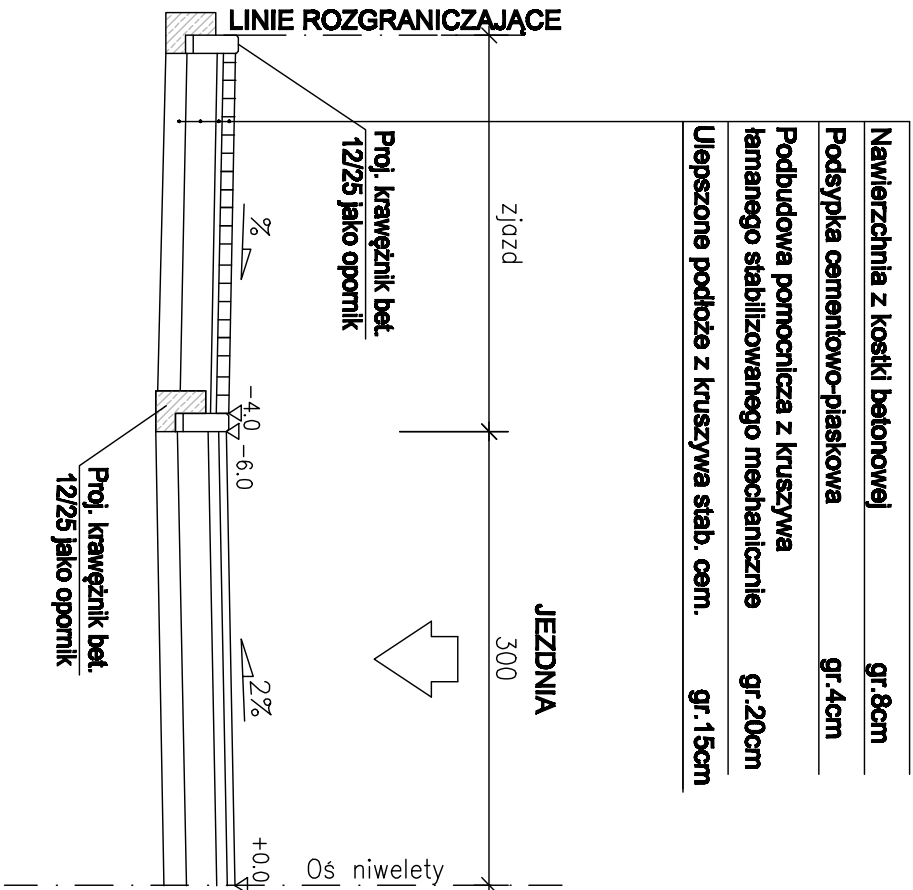 LINIE ROZGRANICZAJĄCE
Nawierzchnia z kostki betonowej gr.8cm
Podsypka cementowo-piaskowa gr.4cm
Podbudowa pomocnicza z kruszywa
łamanego stabilizowanego mechanicznie gr.20cm
Ulepszone podłoże z kruszywa stab. cem. gr.15cm
JEZDNIA
zjazd
300
Proj. krawężnik bet.
12/25 jako opornik
%
-4.0
-6.0
2%
+0.0
Oś niwelety
Proj. krawężnik bet.
12/25 jako opornik